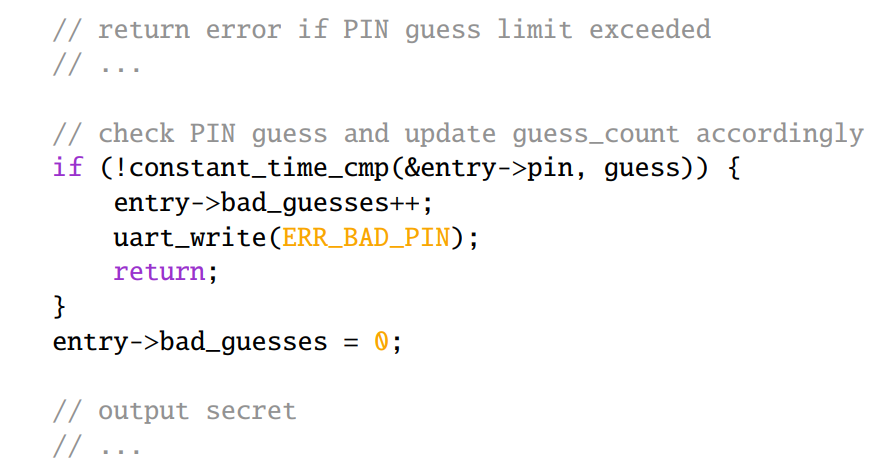 // return error if PIN guess limit exceeded
// ...
// check PIN guess and update guess_count accordingly
if (!constant_time_cmp(&entry->pin, guess)) {
    entry->bad_guesses++;
    uart_write(ERR_BAD_PIN);
    return;
}
entry->bad_guesses = 0;
// output secret
// ...